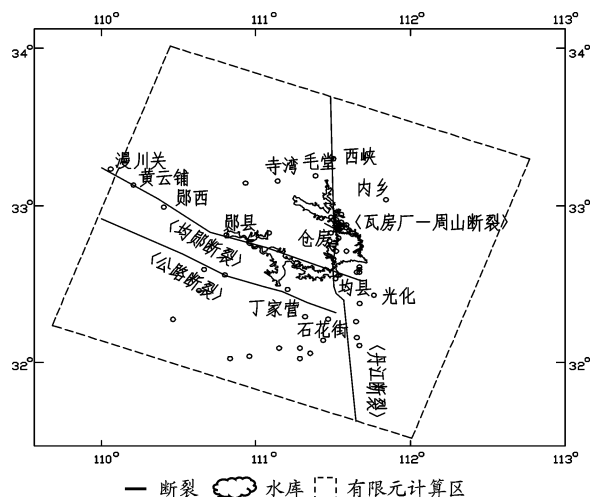 110° 111° 112° 113°
34° 34°
漫川关 寺湾 毛堂 西峡
黄云铺 内乡
郧西
33° 33°
郧县 〈瓦房厂—周山断裂〉
〈均郧断裂〉 仓房
〈公路断裂〉
均县 光化
丁家营
石花街
32° 32°
〈丹江断裂〉
110° 111° 112° 113°
断裂 水库 有限元计算区